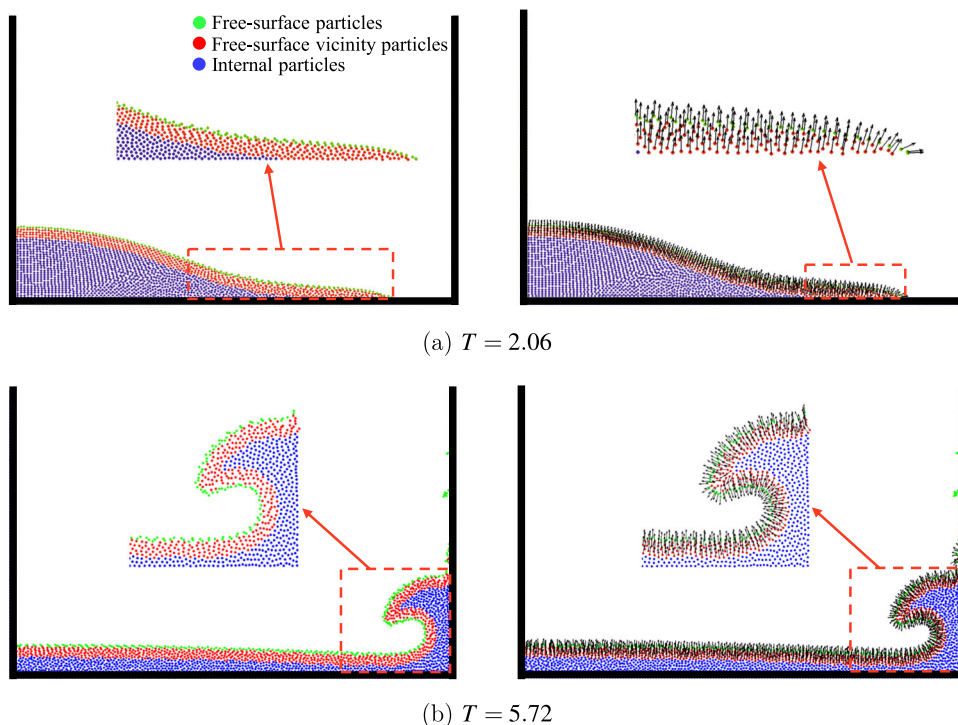 Free-surface particles
Free-surface vicinity particles
Internal particles
(a) T = 2.06
(b) T = 5.72